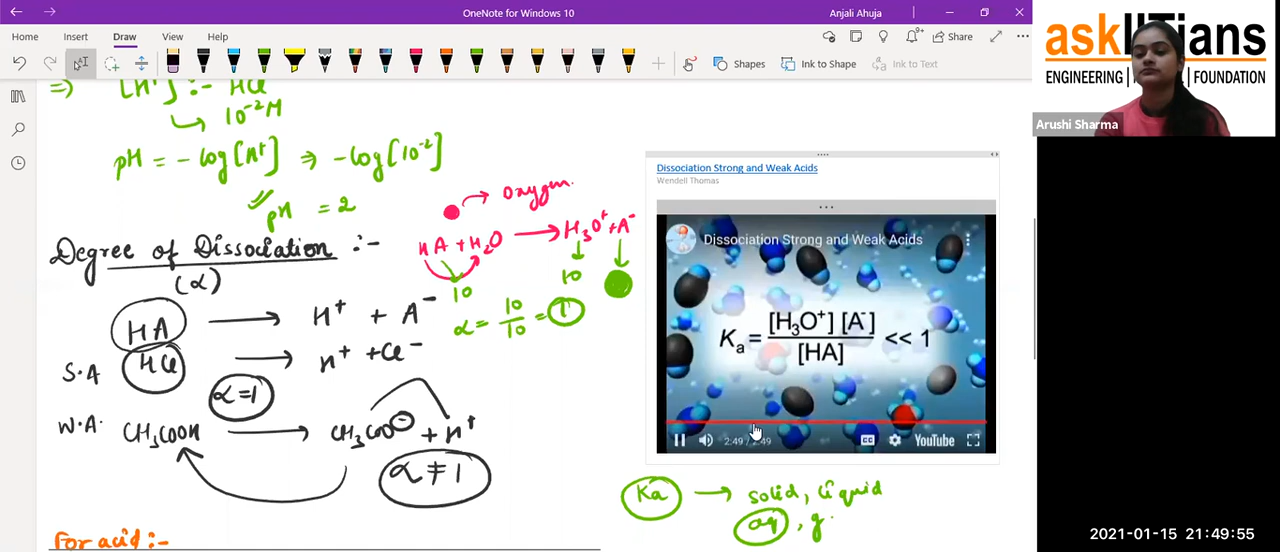 OneNote for Windows 10
Anjali Ahuja
Home Insert Draw View Help
Share
Shapes
Ink to Shape
Ink to Text
askIITians
ENGINEERING | | FOUNDATION
Arushi Sharma
⇒ [H⁺] :- HCl
↳ 10⁻² M
pH = - log [H⁺] ⇒ - log [10⁻²]
pH = 2
Degree of Dissociation :-
(α)
→ Oxygen.
HA + H₂O → H₃O⁺ + A⁻
10 10
α = 10/10 = 1
HA → H⁺ + A⁻
S.A HCl → H⁺ + Cl⁻
α = 1
W.A. CH₃COOH → CH₃COO⊖ + H⁺
α ≠ 1
For acid :-
Dissociation Strong and Weak Acids
Wendell Thomas
Dissociation Strong and Weak Acids
Kₐ = [H₃O⁺] [A⁻] / [HA] << 1
2:49 / 2:49
CC
YouTube
Ka → solid, liquid
aq, g.
2021-01-15 21:49:55